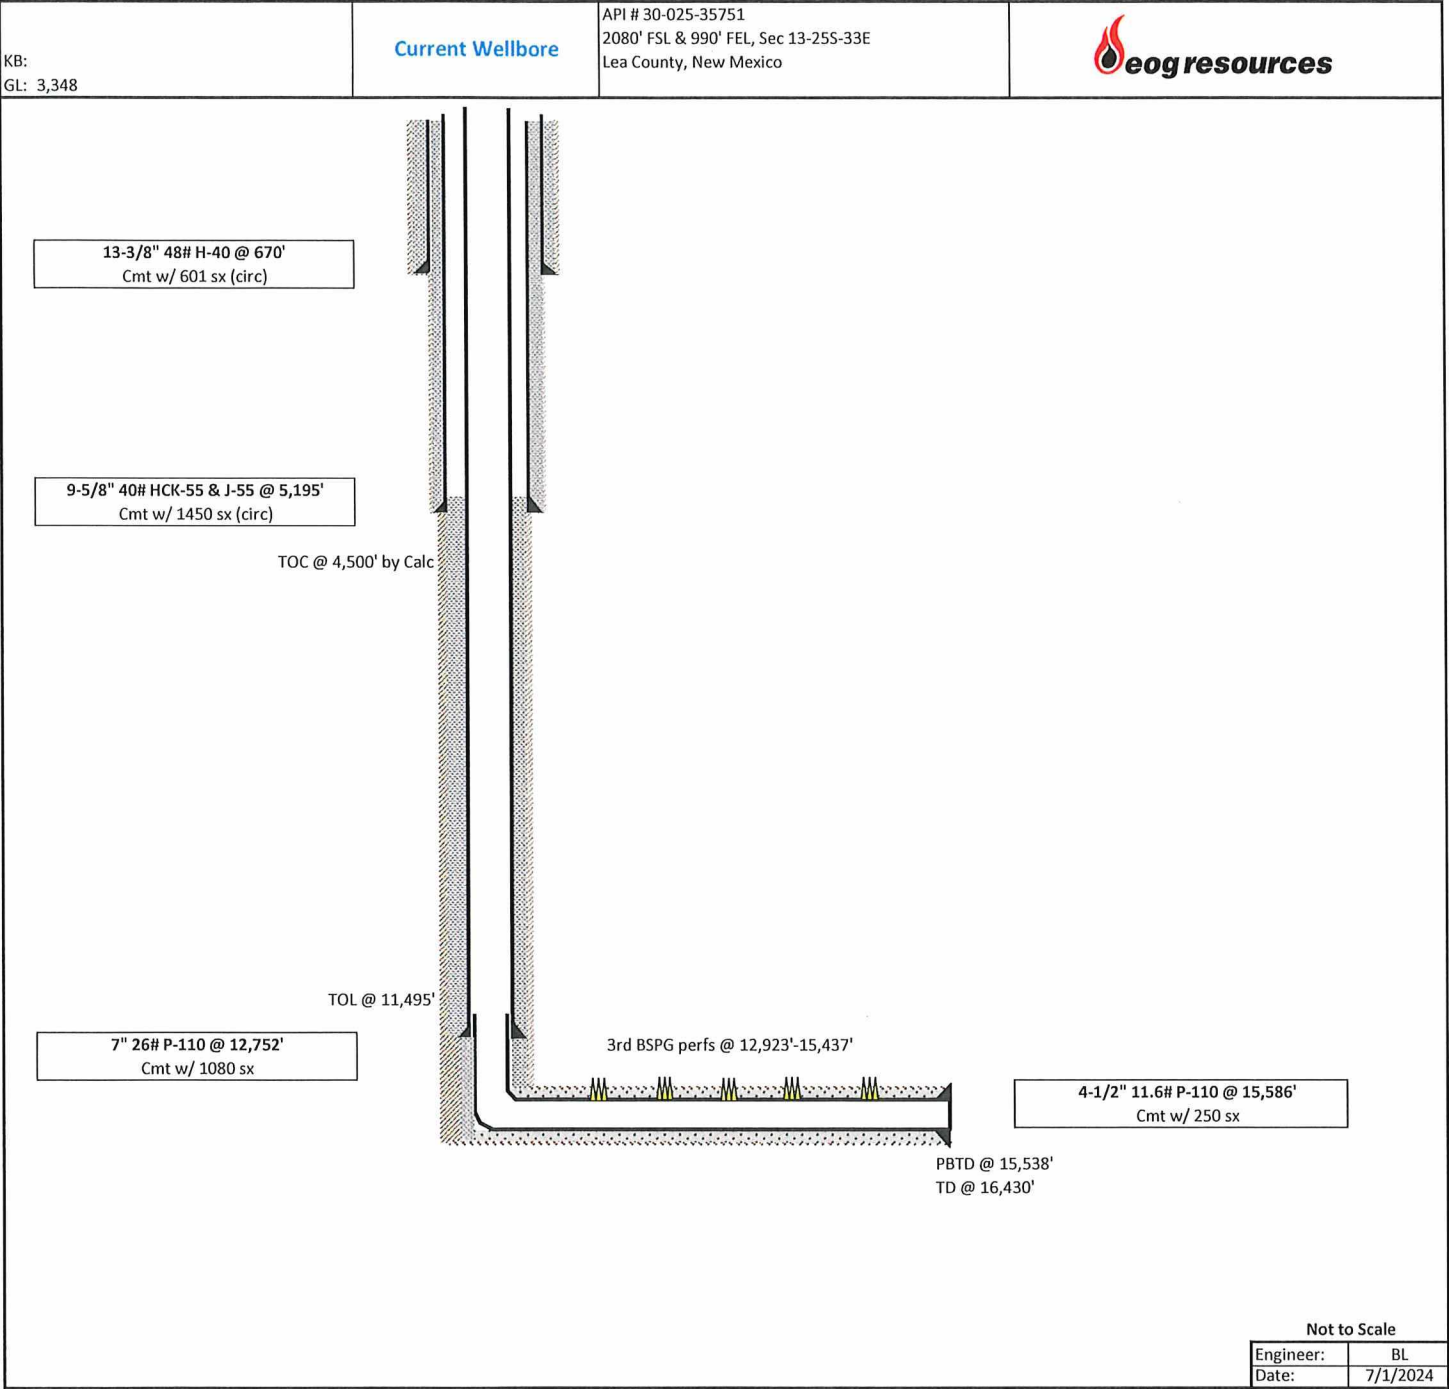 KB:
GL: 3,348
Current Wellbore
API # 30-025-35751
2080' FSL & 990' FEL, Sec 13-25S-33E
Lea County, New Mexico
eog resources
13-3/8" 48# H-40 @ 670'
Cmt w/ 601 sx (circ)
9-5/8" 40# HCK-55 & J-55 @ 5,195'
Cmt w/ 1450 sx (circ)
TOC @ 4,500' by Calc
TOL @ 11,495'
7" 26# P-110 @ 12,752'
Cmt w/ 1080 sx
3rd BSPG perfs @ 12,923'-15,437'
4-1/2" 11.6# P-110 @ 15,586'
Cmt w/ 250 sx
PBTD @ 15,538'
TD @ 16,430'
Not to Scale
Engineer: BL
Date: 7/1/2024